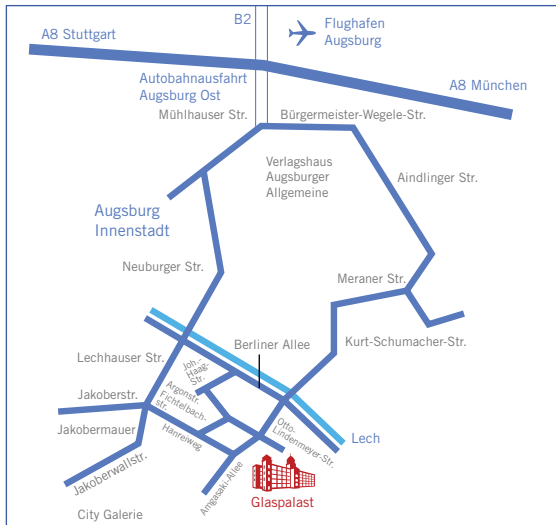 B2
Flughafen
Augsburg
A8 Stuttgart
A8 München
Autobahnausfahrt
Augsburg Ost
Mühlhauser Str.
Bürgermeister-Wegele-Str.
Verlagshaus
Augsburger
Allgemeine
Aindlinger Str.
Augsburg
Innenstadt
Neuburger Str.
Meraner Str.
Berliner Allee
Kurt-Schumacher-Str.
Lechhauser Str.
Joh.-
Haag-
Str.
Argonstr.
Fichtelbach-
str.
Jakoberstr.
Jakobermauer
Hanreiweg
Otto-
Lindenmeyer-Str.
Lech
Jakoberwallstr.
Amgasaki-Allee
Glaspalast
City Galerie